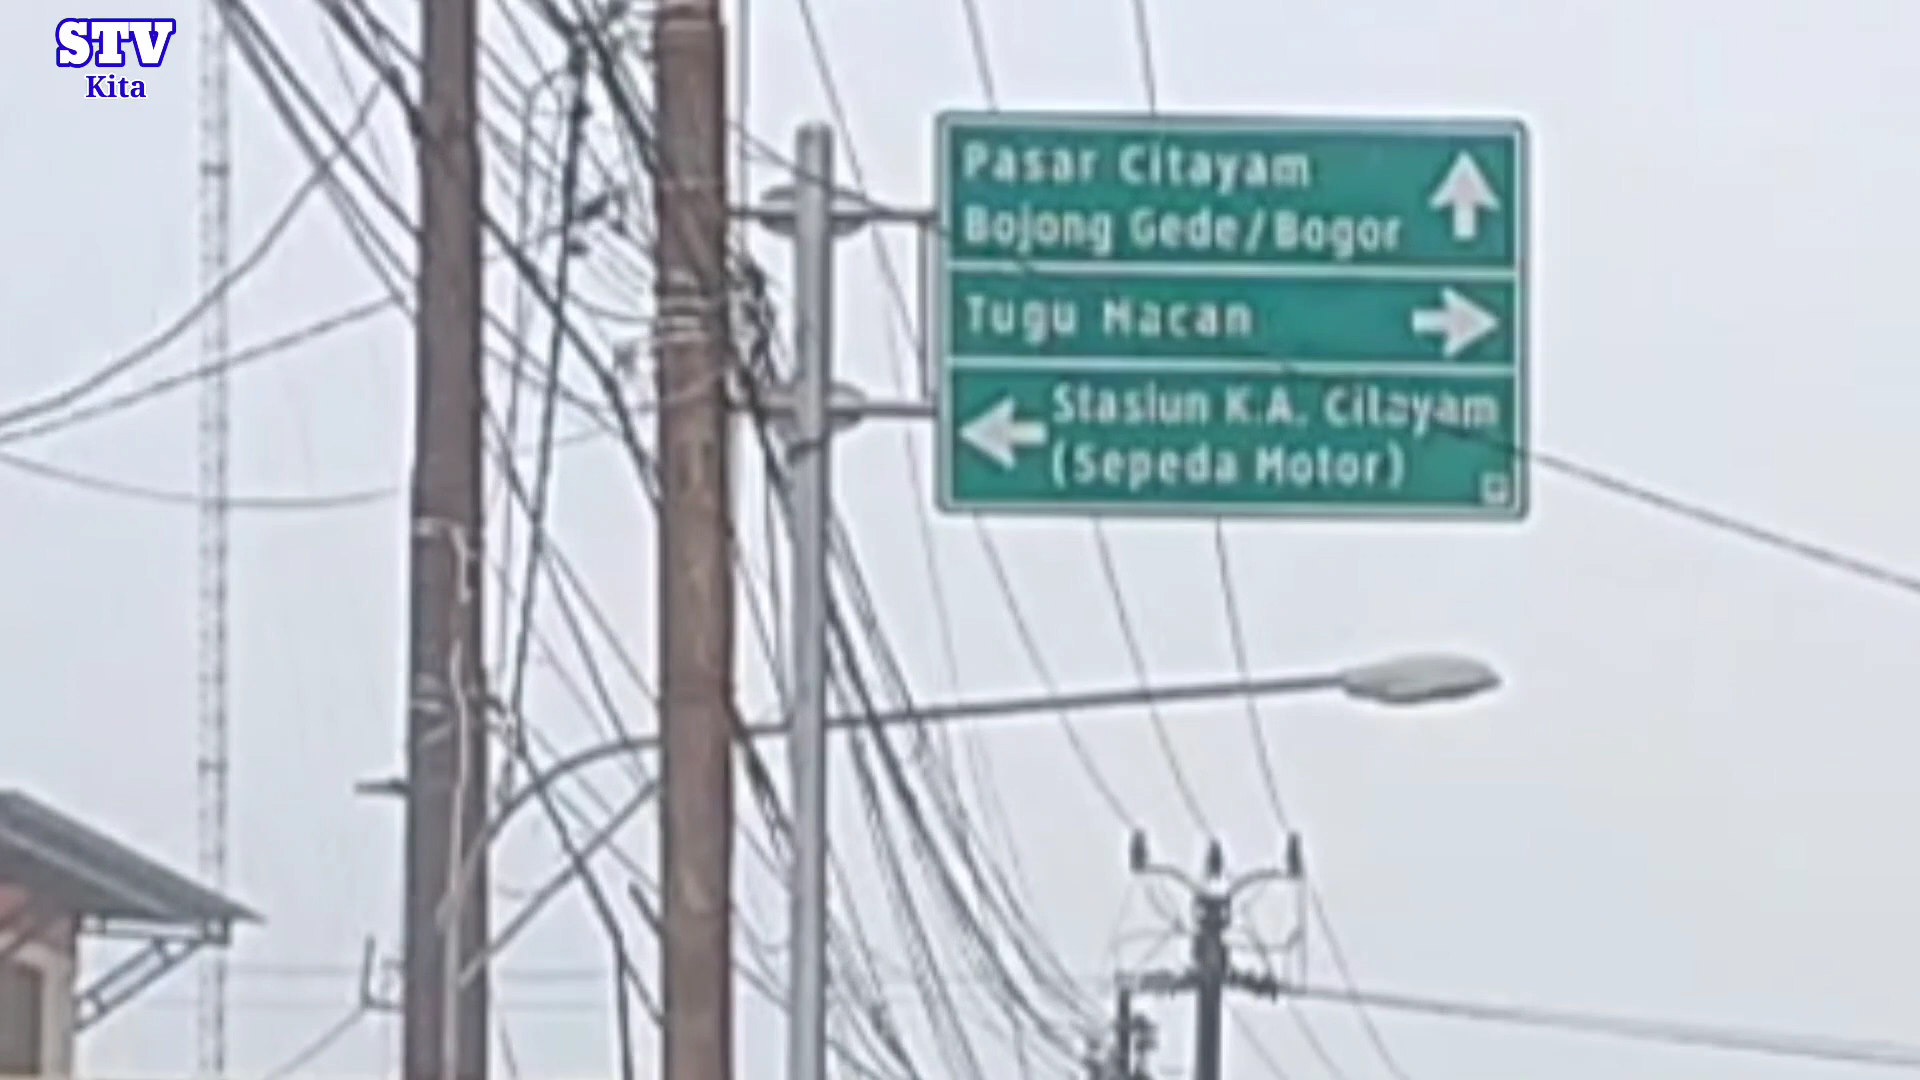 STV
Kita
Pasar Citayam
Bojong Gede/Bogor
Tugu Macan
Stasiun K.A. Citayam
(Sepeda Motor)